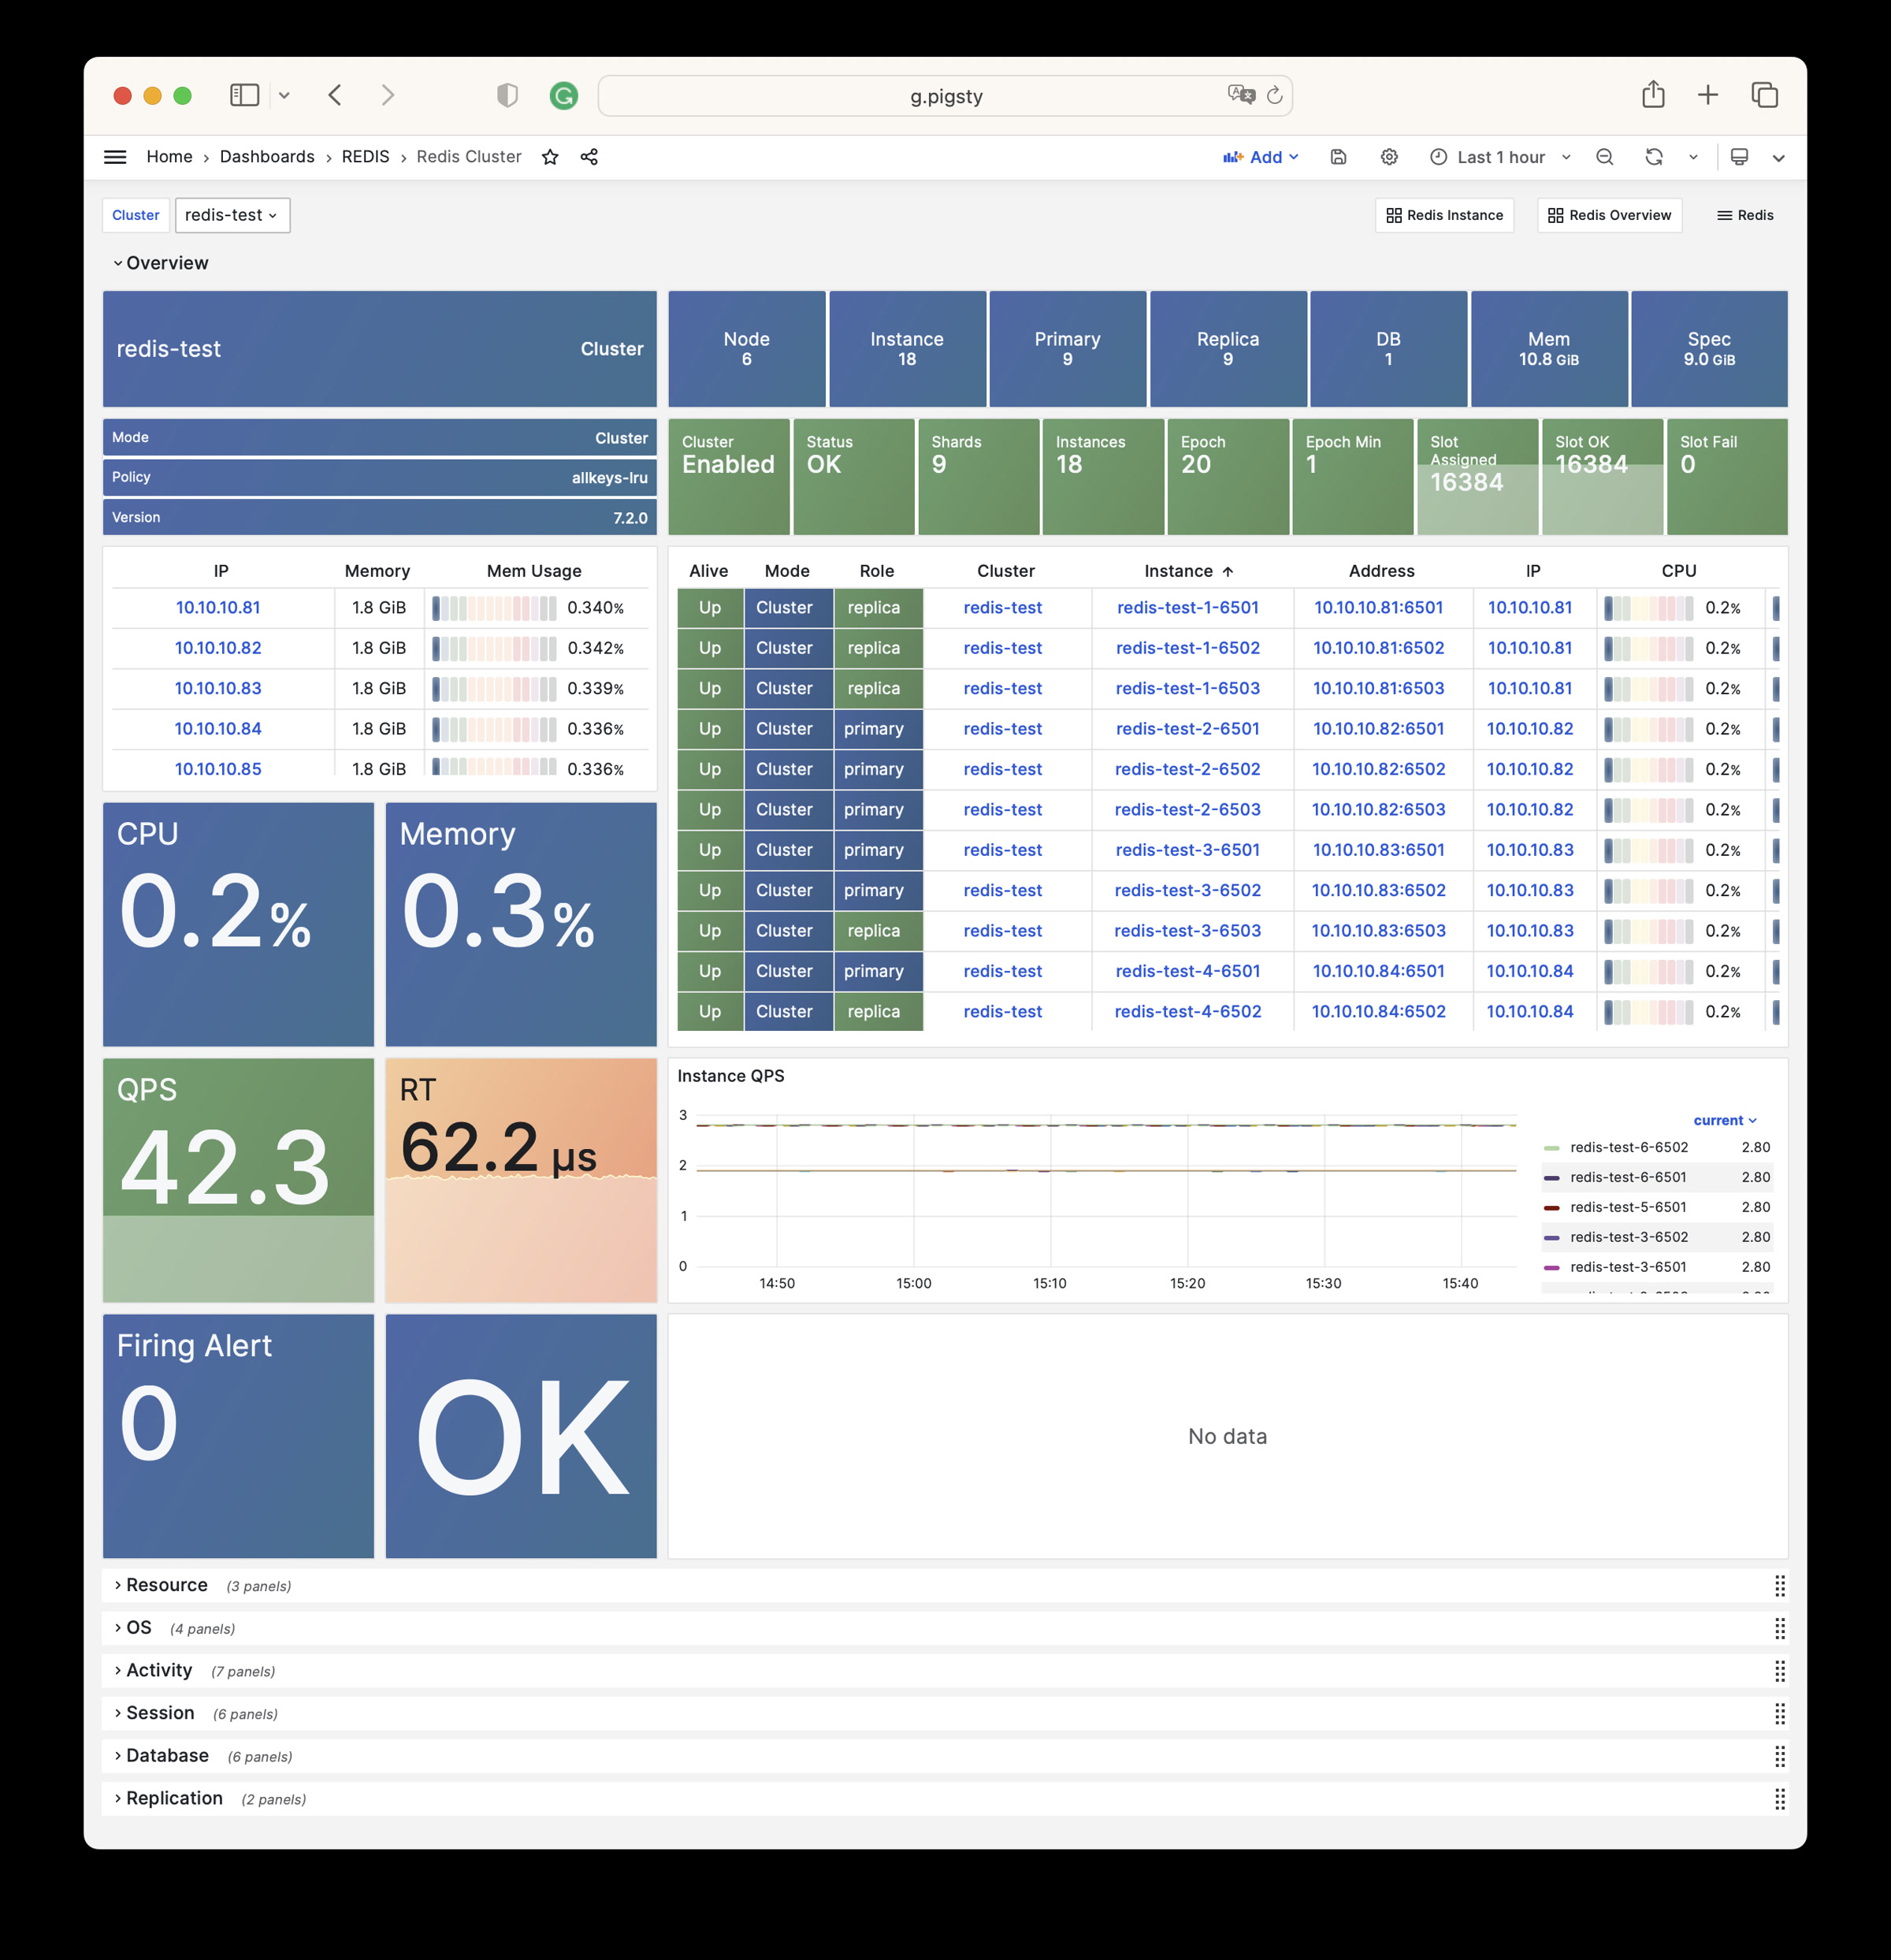 g.pigsty
Home › Dashboards › REDIS › Redis Cluster
Add
Last 1 hour
Cluster
redis-test
Redis Instance
Redis Overview
Redis
Overview
redis-test Cluster
Node 6
Instance 18
Primary 9
Replica 9
DB 1
Mem 10.8 GiB
Spec 9.0 GiB
Mode Cluster
Policy allkeys-lru
Version 7.2.0
Cluster Enabled
Status OK
Shards 9
Instances 18
Epoch 20
Epoch Min 1
Slot Assigned 16384
Slot OK 16384
Slot Fail 0
IP Memory Mem Usage
10.10.10.81 1.8 GiB 0.340%
10.10.10.82 1.8 GiB 0.342%
10.10.10.83 1.8 GiB 0.339%
10.10.10.84 1.8 GiB 0.336%
10.10.10.85 1.8 GiB 0.336%
Alive Mode Role Cluster Instance ↑ Address IP CPU
Up Cluster replica redis-test redis-test-1-6501 10.10.10.81:6501 10.10.10.81 0.2%
Up Cluster replica redis-test redis-test-1-6502 10.10.10.81:6502 10.10.10.81 0.2%
Up Cluster replica redis-test redis-test-1-6503 10.10.10.81:6503 10.10.10.81 0.2%
Up Cluster primary redis-test redis-test-2-6501 10.10.10.82:6501 10.10.10.82 0.2%
Up Cluster primary redis-test redis-test-2-6502 10.10.10.82:6502 10.10.10.82 0.2%
Up Cluster primary redis-test redis-test-2-6503 10.10.10.82:6503 10.10.10.82 0.2%
Up Cluster primary redis-test redis-test-3-6501 10.10.10.83:6501 10.10.10.83 0.2%
Up Cluster primary redis-test redis-test-3-6502 10.10.10.83:6502 10.10.10.83 0.2%
Up Cluster replica redis-test redis-test-3-6503 10.10.10.83:6503 10.10.10.83 0.2%
Up Cluster primary redis-test redis-test-4-6501 10.10.10.84:6501 10.10.10.84 0.2%
Up Cluster replica redis-test redis-test-4-6502 10.10.10.84:6502 10.10.10.84 0.2%
CPU
0.2%
Memory
0.3%
QPS
42.3
RT
62.2 µs
Instance QPS
3
2
1
0
14:50 15:00 15:10 15:20 15:30 15:40
current
redis-test-6-6502 2.80
redis-test-6-6501 2.80
redis-test-5-6501 2.80
redis-test-3-6502 2.80
redis-test-3-6501 2.80
Firing Alert
0
OK
No data
Resource (3 panels)
OS (4 panels)
Activity (7 panels)
Session (6 panels)
Database (6 panels)
Replication (2 panels)